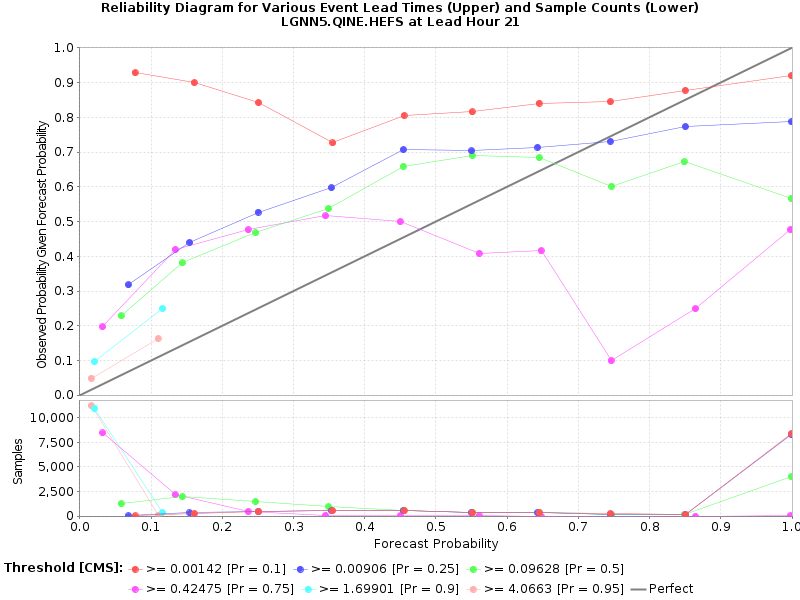 Reliability Diagram for Various Event Lead Times (Upper) and Sample Counts (Lower)
LGNN5.QINE.HEFS at Lead Hour 21
Observed Probability Given Forecast Probability
1.0
0.9
0.8
0.7
0.6
0.5
0.4
0.3
0.2
0.1
0.0
Samples
10,000
7,500
5,000
2,500
0
0.0 0.1 0.2 0.3 0.4 0.5 0.6 0.7 0.8 0.9 1.0
Forecast Probability
Threshold [CMS]: >= 0.00142 [Pr = 0.1] >= 0.00906 [Pr = 0.25] >= 0.09628 [Pr = 0.5]
>= 0.42475 [Pr = 0.75] >= 1.69901 [Pr = 0.9] >= 4.0663 [Pr = 0.95] Perfect